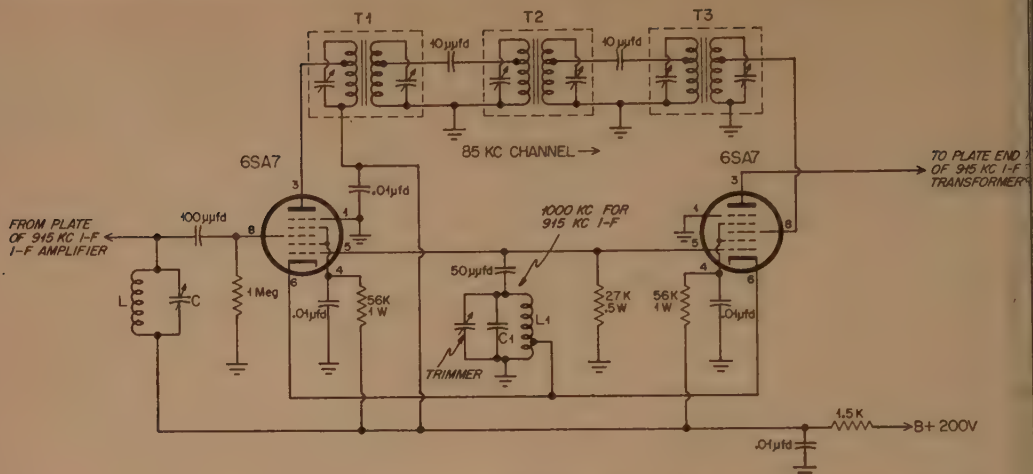 T1
T2
T3
10μμfd
10μμfd
85 KC CHANNEL →
6SA7
6SA7
3
3
.01μfd
TO PLATE END
OF 915 KC I-F
TRANSFORMER
FROM PLATE
OF 915 KC I-F
I-F AMPLIFIER
100μμfd
8
1
5
4
6
1000 KC FOR
915 KC I-F
1
5
4
8
6
50μμfd
L
C
1 Meg
.01μfd
56K
1 W
TRIMMER
C1
L1
27K
.5W
56K
1 W
.01μfd
1.5K
B+ 200V
.01μfd